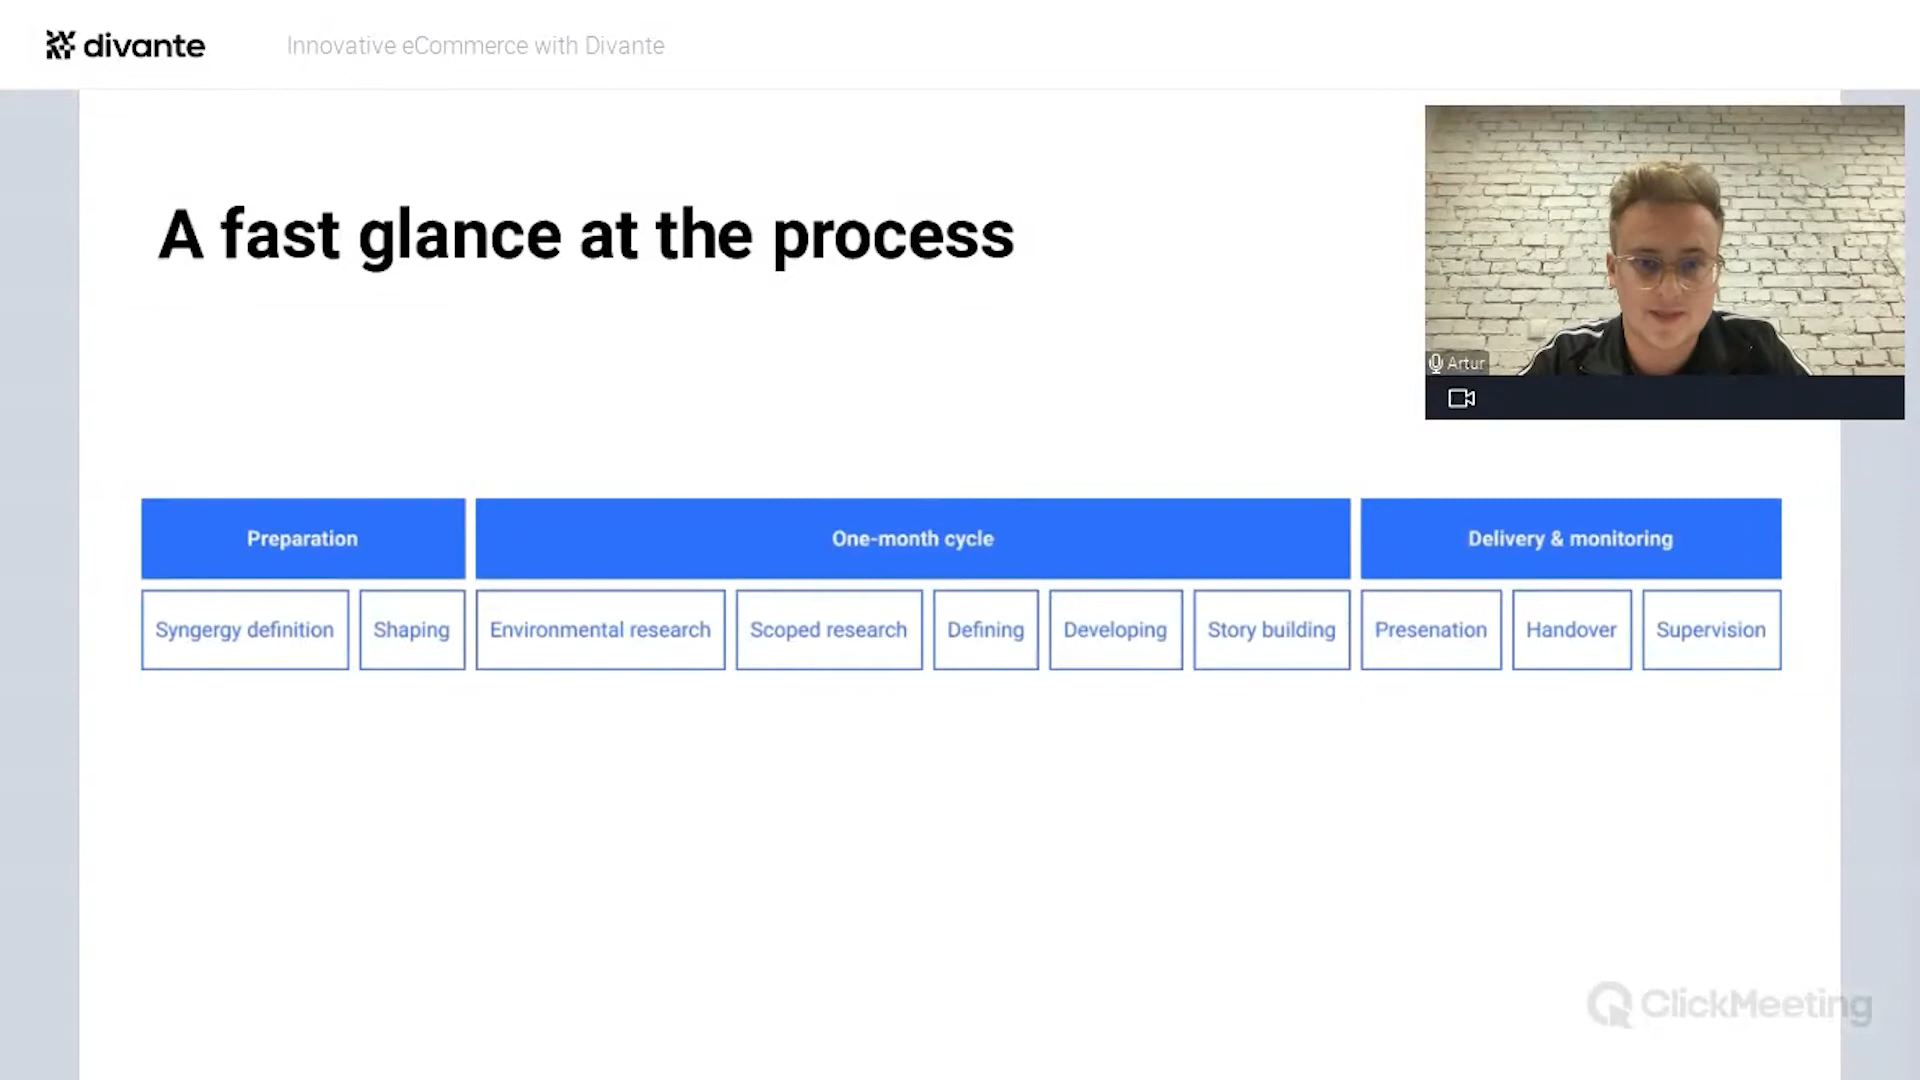 divante
Innovative eCommerce with Divante
A fast glance at the process
Artur
Preparation
One-month cycle
Delivery & monitoring
Syngergy definition
Shaping
Environmental research
Scoped research
Defining
Developing
Story building
Presenation
Handover
Supervision
ClickMeeting